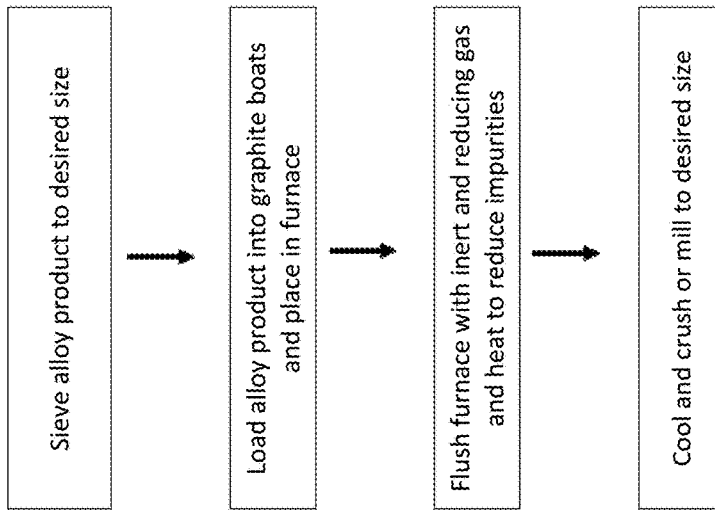 Sieve alloy product to desired size
Load alloy product into graphite boats
and place in furnace
Flush furnace with inert and reducing gas
and heat to reduce impurities
Cool and crush or mill to desired size